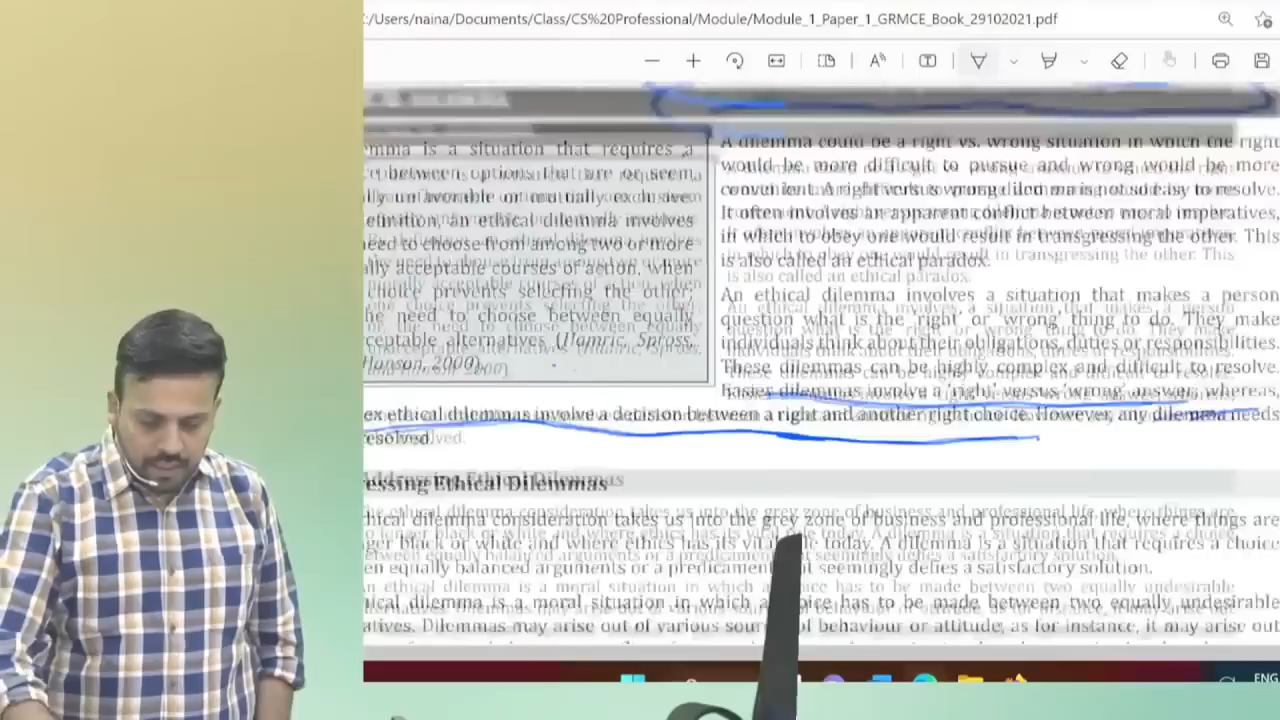 :/Users/naina/Documents/Class/CS%20Professional/Module/Module_1_Paper_1_GRMCE_Book_29102021.pdf
emma is a situation that requires a
ce between options that are or seem
lly unfavorable or mutually exclusive.
efinition, an ethical dilemma involves
need to choose from among two or more
ally acceptable courses of action, when
choice prevents selecting the other;
he need to choose between equally
ceptable alternatives (Hamric, Spross,
Hanson, 2000).
A dilemma could be a right vs. wrong situation in which the right
would be more difficult to pursue and wrong would be more
convenient. A right versus wrong dilemma is not so easy to resolve.
It often involves an apparent conflict between moral imperatives,
in which to obey one would result in transgressing the other. This
is also called an ethical paradox.
An ethical dilemma involves a situation that makes a person
question what is the 'right' or 'wrong' thing to do. They make
individuals think about their obligations, duties or responsibilities.
These dilemmas can be highly complex and difficult to resolve.
Easier dilemmas involve a 'right' versus 'wrong' answer; whereas,
ex ethical dilemmas involve a decision between a right and another right choice. However, any dilemma needs
resolved.
essing Ethical Dilemmas
hical dilemma consideration takes us into the grey zone of business and professional life, where things are
ger black or white and where ethics has its today. A dilemma is a situation that requires a choice
en equally balanced arguments or a predicament seemingly defies a satisfactory solution.
ical dilemma is a moral situation in which a choice has to be made between two equally undesirable
atives. Dilemmas may arise out of various sources of behaviour or attitude, as for instance, it may arise out
ENG